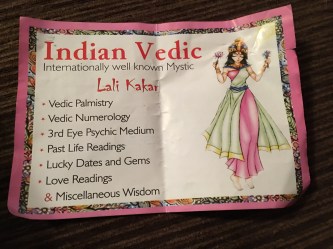 Indian Vedic
Internationally well known Mystic
Lali Kakar
• Vedic Palmistry
• Vedic Numerology
• 3rd Eye Psychic Medium
• Past Life Readings
• Lucky Dates and Gems
• Love Readings
& Miscellaneous Wisdom